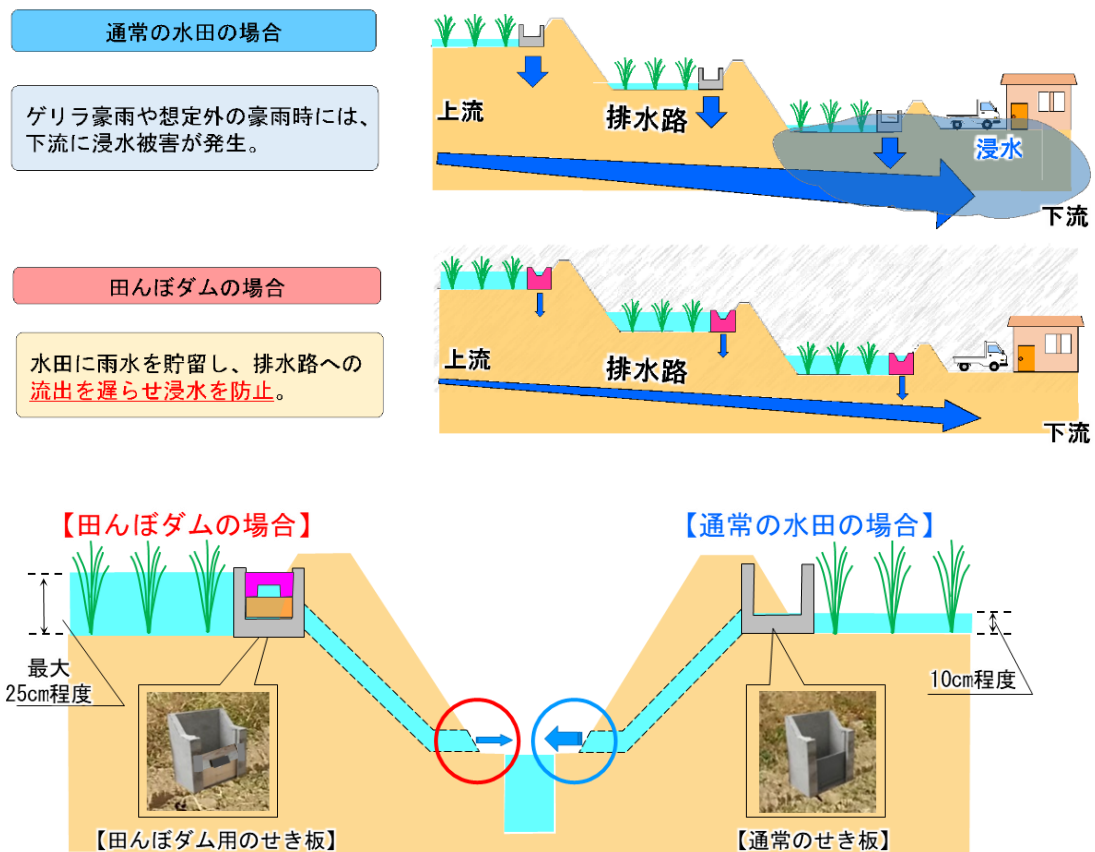 通常の水田の場合
ゲリラ豪雨や想定外の豪雨時には、
下流に浸水被害が発生。
上流
排水路
浸水
下流
田んぼダムの場合
水田に雨水を貯留し、排水路への
流出を遅らせ浸水を防止。
上流
排水路
下流
【田んぼダムの場合】
【通常の水田の場合】
最大
25cm程度
10cm程度
【田んぼダム用のせき板】
【通常のせき板】